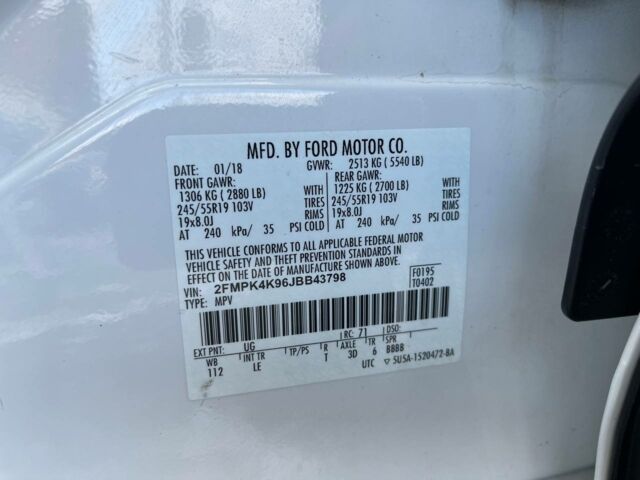 MFD. BY FORD MOTOR CO.
DATE: 01/18 GVWR: 2513 KG ( 5540 LB)
FRONT GAWR: REAR GAWR:
1306 KG ( 2880 LB) WITH 1225 KG ( 2700 LB) WITH
245/55R19 103V TIRES 245/55R19 103V TIRES
19x8.0J RIMS 19x8.0J RIMS
AT 240 kPa/ 35 PSI COLD AT 240 kPa/ 35 PSI COLD
THIS VEHICLE CONFORMS TO ALL APPLICABLE FEDERAL MOTOR
VEHICLE SAFETY AND THEFT PREVENTION STANDARDS IN
EFFECT ON THE DATE OF MANUFACTURE SHOWN ABOVE.
VIN: 2FMPK4K96JBB43798 F0195
TYPE: MPV T0402
EXT PNT: UG RC: 71 DSO:
WB INT TR TP/PS R AXLE TR SPR
112 LE T 3D 6 BBBB
UTC ▽ 5U5A-1520472-BA